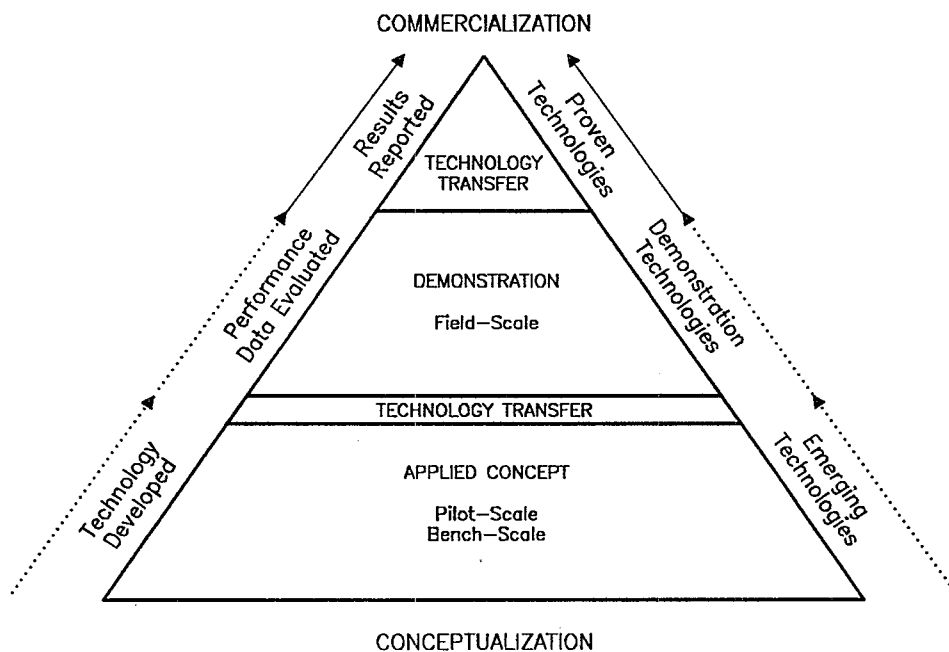 COMMERCIALIZATION
Results
Reported
Proven
Technologies
TECHNOLOGY
TRANSFER
Performance
Data Evaluated
DEMONSTRATION
Field-Scale
Demonstration
Technologies
TECHNOLOGY TRANSFER
Technology
Developed
APPLIED CONCEPT
Pilot-Scale
Bench-Scale
Emerging
Technologies
CONCEPTUALIZATION